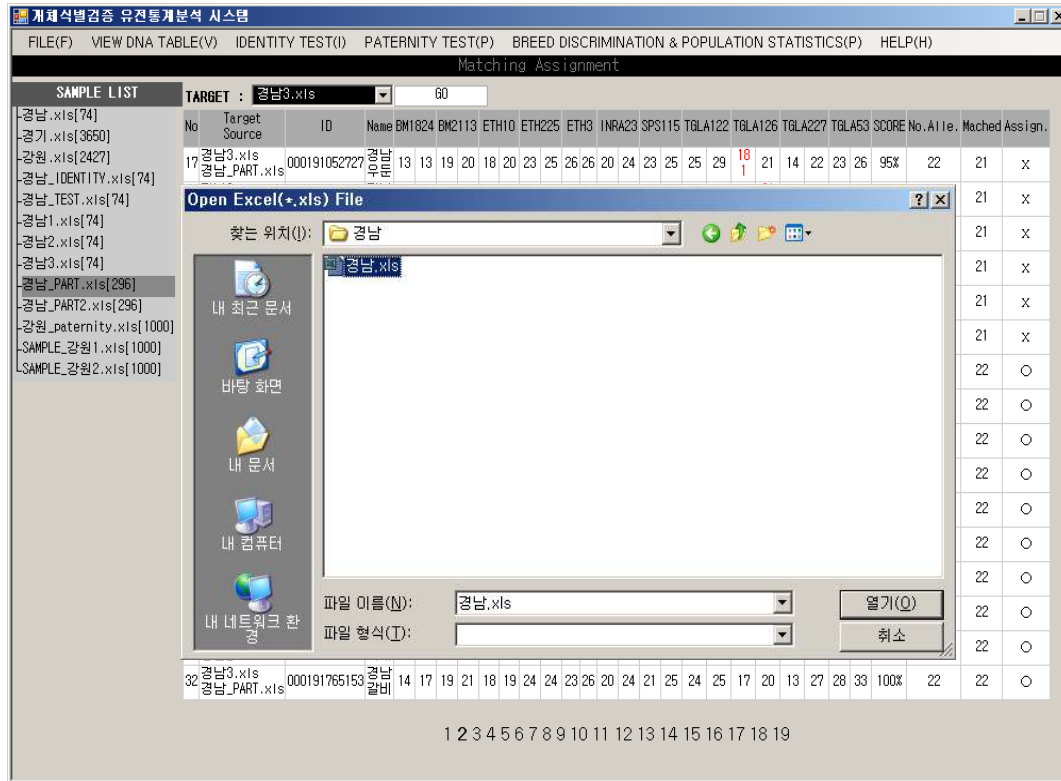 개체식별검증 유전통계분석 시스템
FILE(F) VIEW DNA TABLE(V) IDENTITY TEST(I) PATERNITY TEST(P) BREED DISCRIMINATION & POPULATION STATISTICS(P) HELP(H)
Matching Assignment
SAMPLE LIST
경남.xls[74]
경기.xls[3650]
강원.xls[2427]
경남_IDENTITY.xls[74]
경남_TEST.xls[74]
경남1.xls[74]
경남2.xls[74]
경남3.xls[74]
경남_PART.xls[296]
경남_PART2.xls[296]
강원_paternity.xls[1000]
SAMPLE_강원1.xls[1000]
SAMPLE_강원2.xls[1000]
TARGET : 경남3.xls GO
No Target Source ID Name BM1824 BM2113 ETH10 ETH225 ETH3 INRA23 SPS115 TGLA122 TGLA126 TGLA227 TGLA53 SCORE No.Alle. Mached Assign.
17 경남3.xls 경남_PART.xls 000191052727 경남 우둔 13 13 19 20 18 20 23 25 26 26 20 24 23 25 25 29 18 1 21 14 22 23 26 95% 22 21 X
21 X
21 X
21 X
21 X
21 X
22 ○
22 ○
22 ○
22 ○
22 ○
22 ○
22 ○
22 ○
22 ○
Open Excel(*.xls) File
찾는 위치(I): 경남
경남.xls
내 최근 문서
바탕 화면
내 문서
내 컴퓨터
내 네트워크 환
경
파일 이름(N): 경남.xls 열기(O)
파일 형식(T): 취소
32 경남3.xls 경남_PART.xls 000191765153 경남 갈비 14 17 19 21 18 19 24 24 23 26 20 24 21 25 24 25 17 20 13 27 28 33 100% 22 22 ○
1 2 3 4 5 6 7 8 9 10 11 12 13 14 15 16 17 18 19